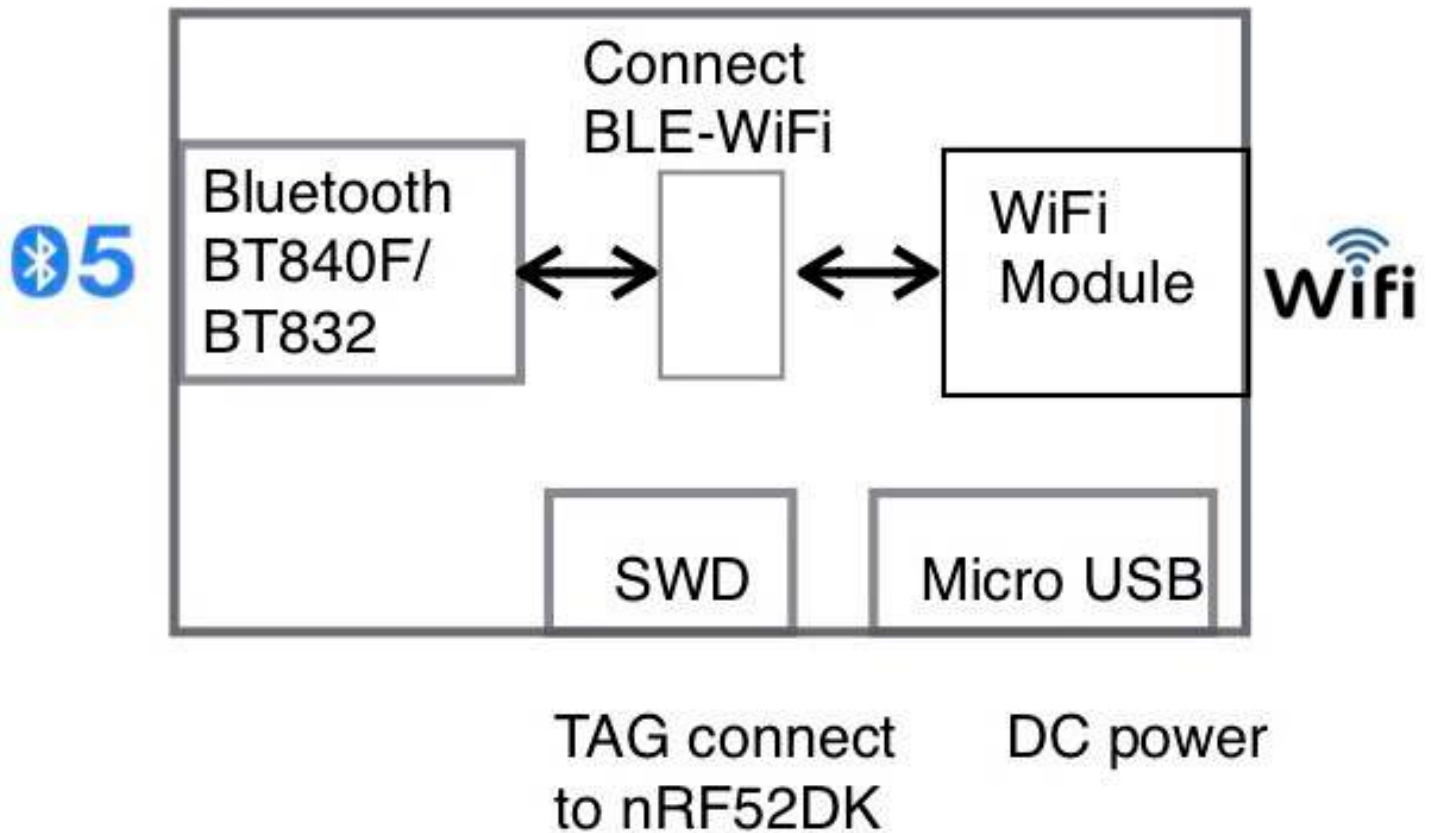 Connect
BLE-WiFi
Bluetooth
BT840F/
BT832
WiFi
Module
5
Wifi
SWD
Micro USB
TAG connect
to nRF52DK
DC power